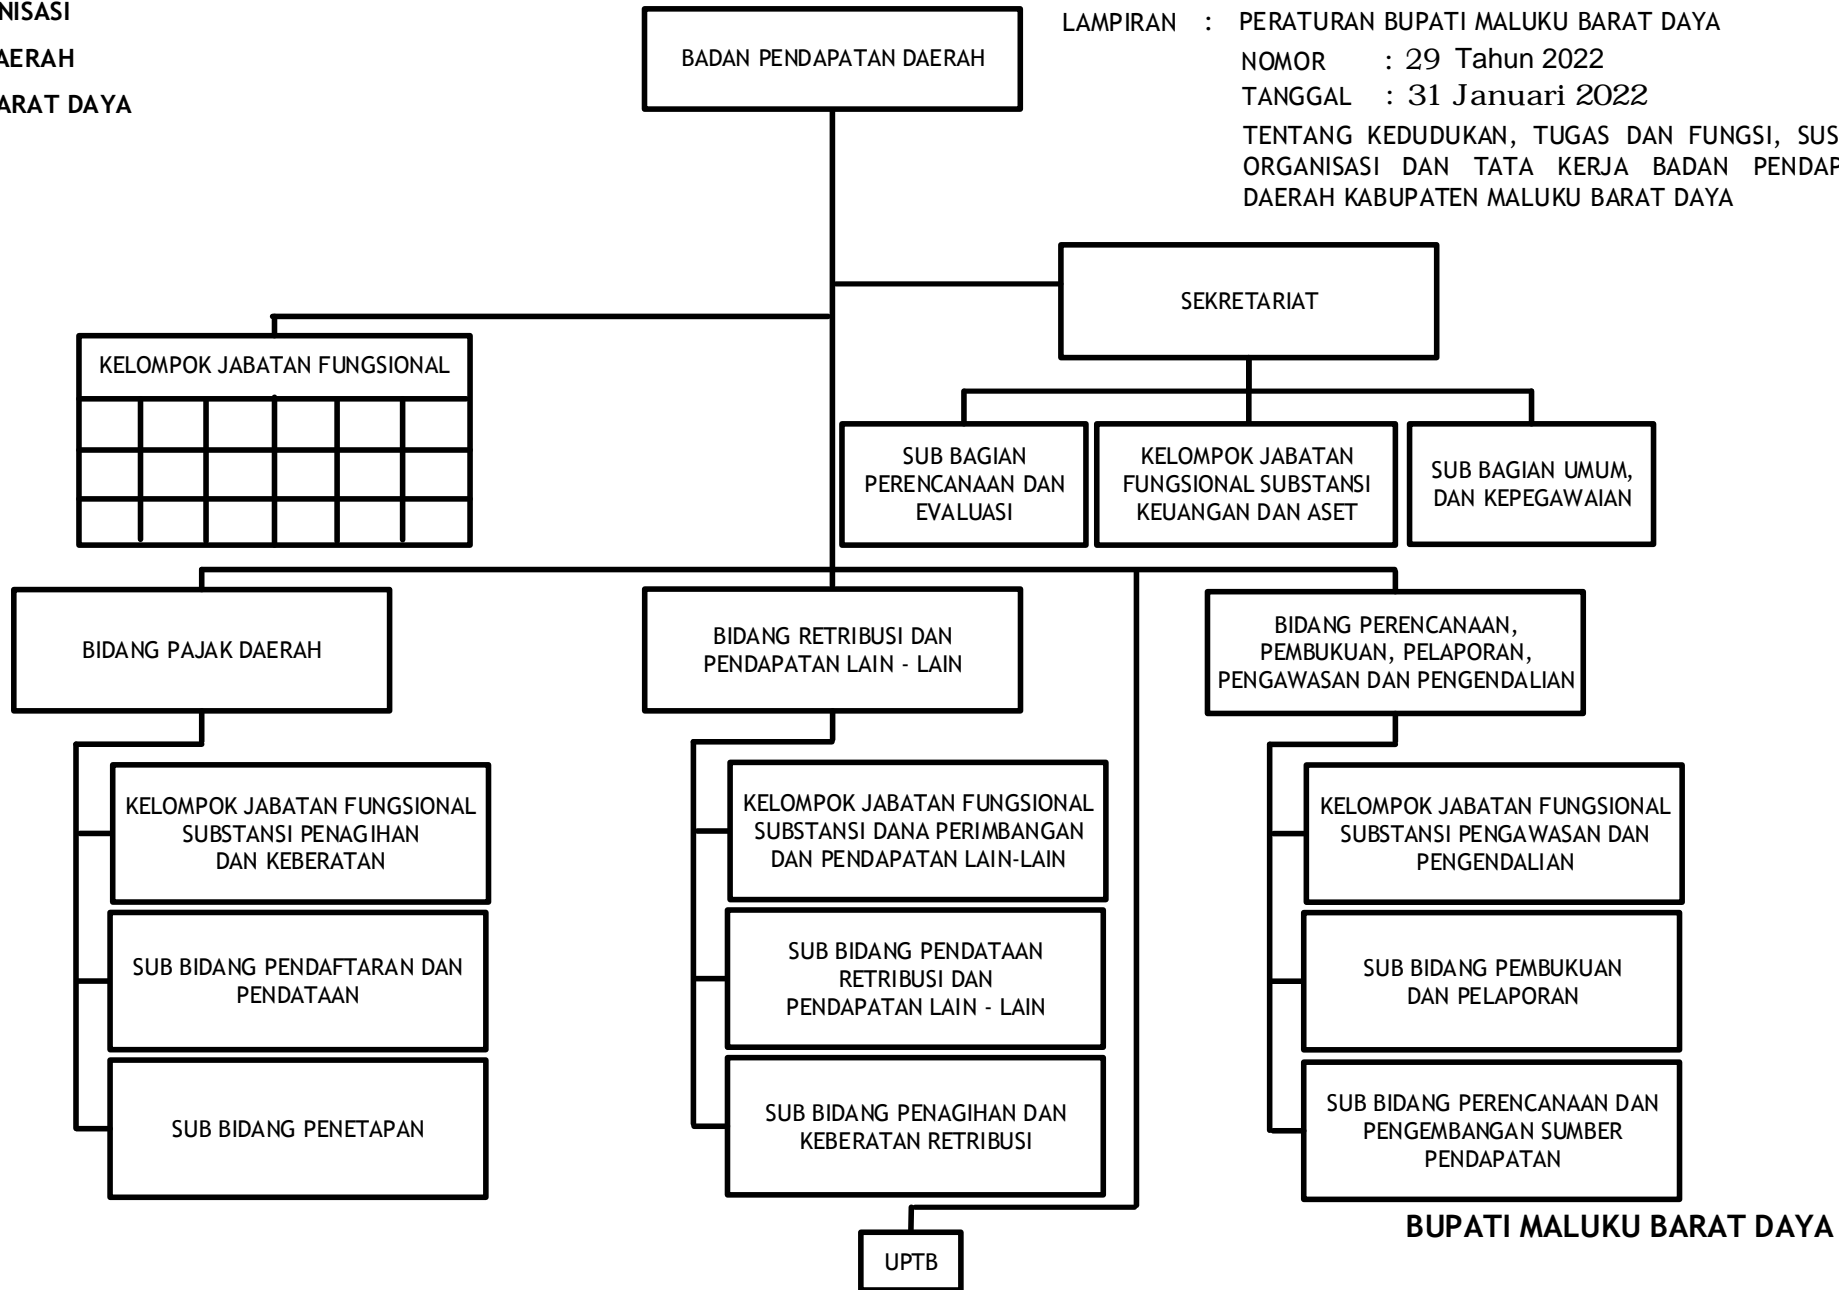 NISASI
AERAH
ARAT DAYA
BADAN PENDAPATAN DAERAH
LAMPIRAN : PERATURAN BUPATI MALUKU BARAT DAYA
NOMOR : 29 Tahun 2022
TANGGAL : 31 Januari 2022
TENTANG KEDUDUKAN, TUGAS DAN FUNGSI, SUS
ORGANISASI DAN TATA KERJA BADAN PENDAP
DAERAH KABUPATEN MALUKU BARAT DAYA
SEKRETARIAT
KELOMPOK JABATAN FUNGSIONAL
SUB BAGIAN
PERENCANAAN DAN
EVALUASI
KELOMPOK JABATAN
FUNGSIONAL SUBSTANSI
KEUANGAN DAN ASET
SUB BAGIAN UMUM,
DAN KEPEGAWAIAN
BIDANG PAJAK DAERAH
BIDANG RETRIBUSI DAN
PENDAPATAN LAIN - LAIN
BIDANG PERENCANAAN,
PEMBUKUAN, PELAPORAN,
PENGAWASAN DAN PENGENDALIAN
KELOMPOK JABATAN FUNGSIONAL
SUBSTANSI PENAGIHAN
DAN KEBERATAN
SUB BIDANG PENDAFTARAN DAN
PENDATAAN
SUB BIDANG PENETAPAN
KELOMPOK JABATAN FUNGSIONAL
SUBSTANSI DANA PERIMBANGAN
DAN PENDAPATAN LAIN-LAIN
SUB BIDANG PENDATAAN
RETRIBUSI DAN
PENDAPATAN LAIN - LAIN
SUB BIDANG PENAGIHAN DAN
KEBERATAN RETRIBUSI
KELOMPOK JABATAN FUNGSIONAL
SUBSTANSI PENGAWASAN DAN
PENGENDALIAN
SUB BIDANG PEMBUKUAN
DAN PELAPORAN
SUB BIDANG PERENCANAAN DAN
PENGEMBANGAN SUMBER
PENDAPATAN
UPTB
BUPATI MALUKU BARAT DAYA